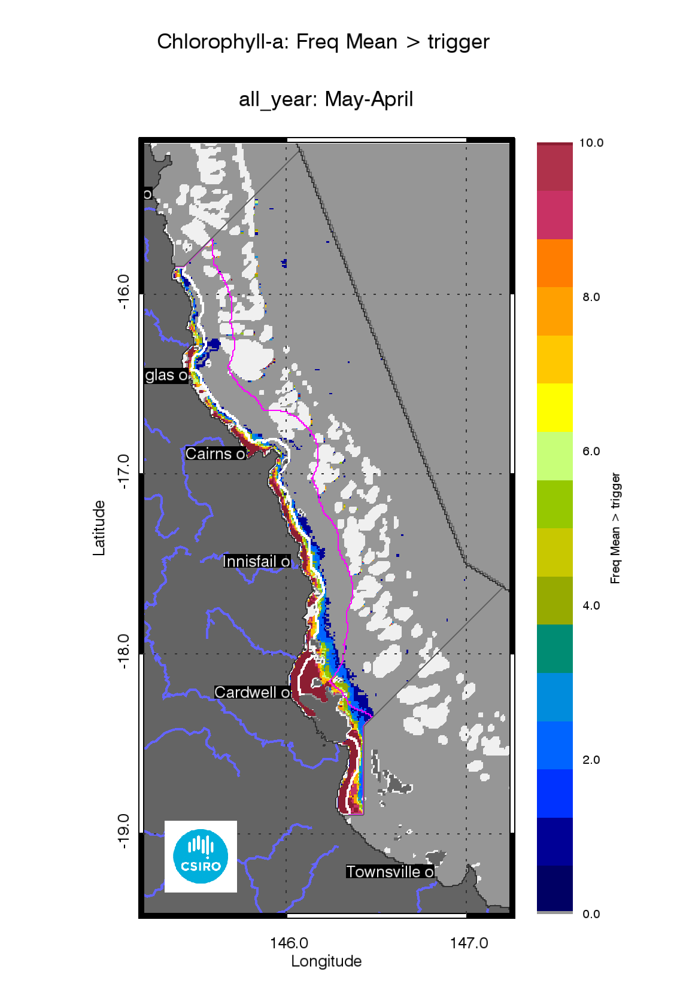 Chlorophyll-a: Freq Mean > trigger
all_year: May-April
10.0
8.0
6.0
4.0
2.0
0.0
Freq Mean > trigger
-16.0
-17.0
-18.0
-19.0
Latitude
o
glas o
Cairns o
Innisfail o
Cardwell o
Townsville o
CSIRO
146.0
147.0
Longitude